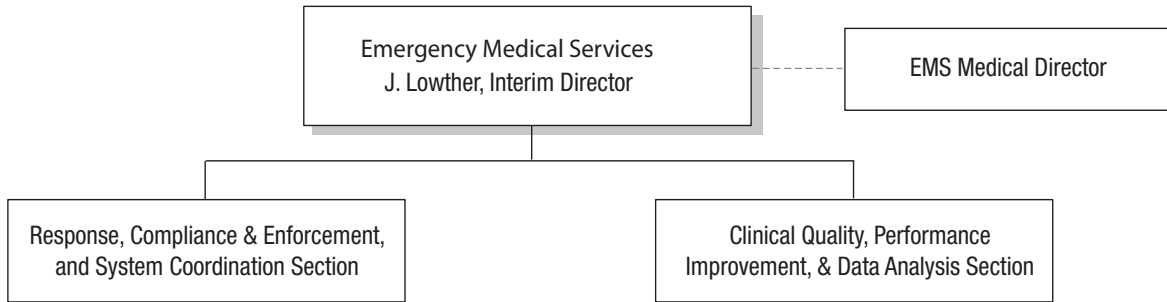 Emergency Medical Services
J. Lowther, Interim Director
EMS Medical Director
Response, Compliance & Enforcement,
and System Coordination Section
Clinical Quality, Performance
Improvement, & Data Analysis Section